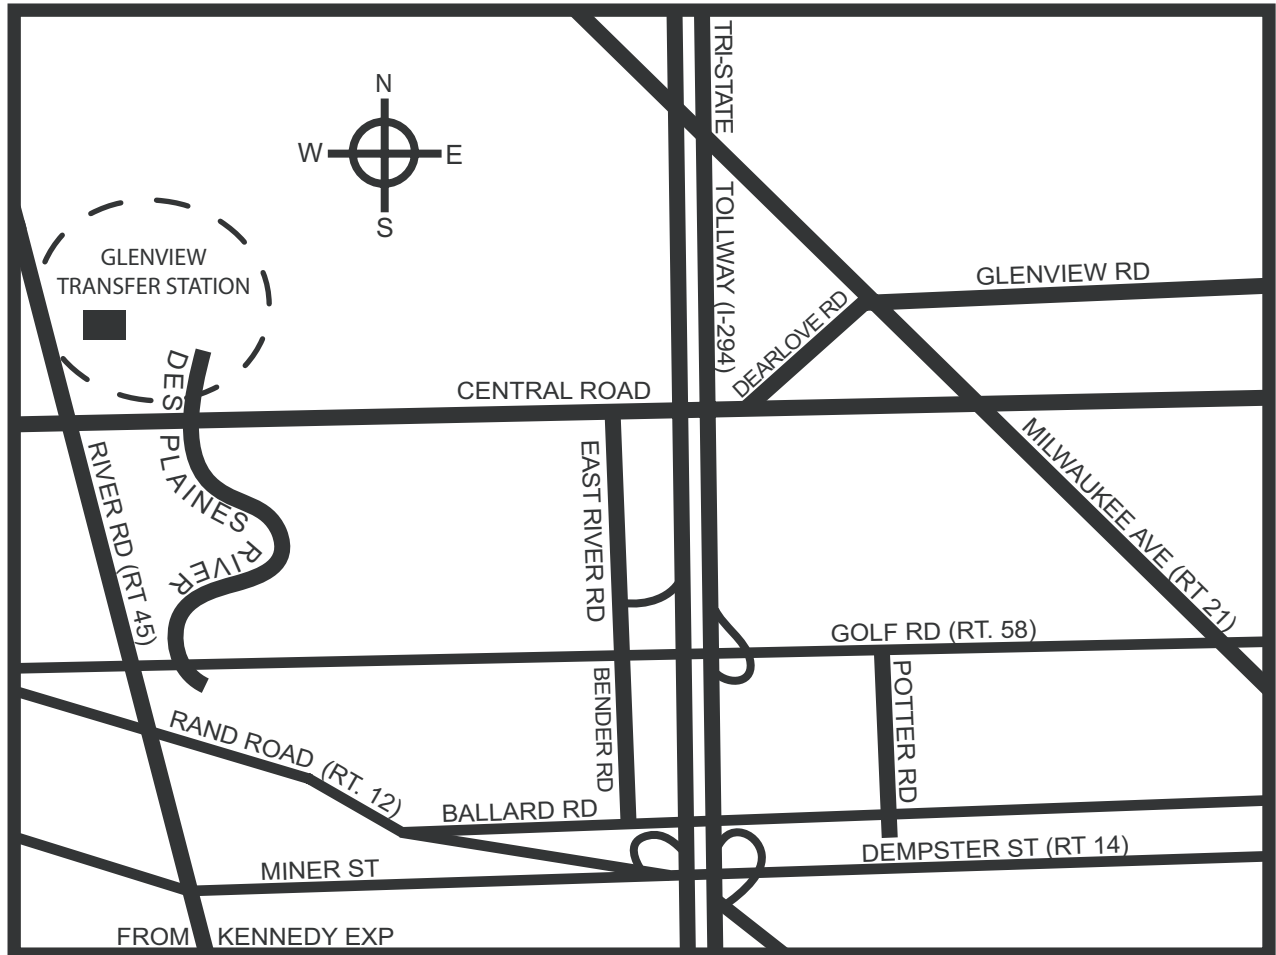 N
W
E
S
TRI-STATE TOLLWAY (I-294)
GLENVIEW
TRANSFER STATION
GLENVIEW RD
DEARLOVE RD
CENTRAL ROAD
DES PLAINES RIVER
RIVER RD (RT 45)
EAST RIVER RD
MILWAUKEE AVE (RT 21)
GOLF RD (RT. 58)
BENDER RD
POTTER RD
RAND ROAD (RT. 12)
BALLARD RD
DEMPSTER ST (RT 14)
MINER ST
FROM KENNEDY EXP